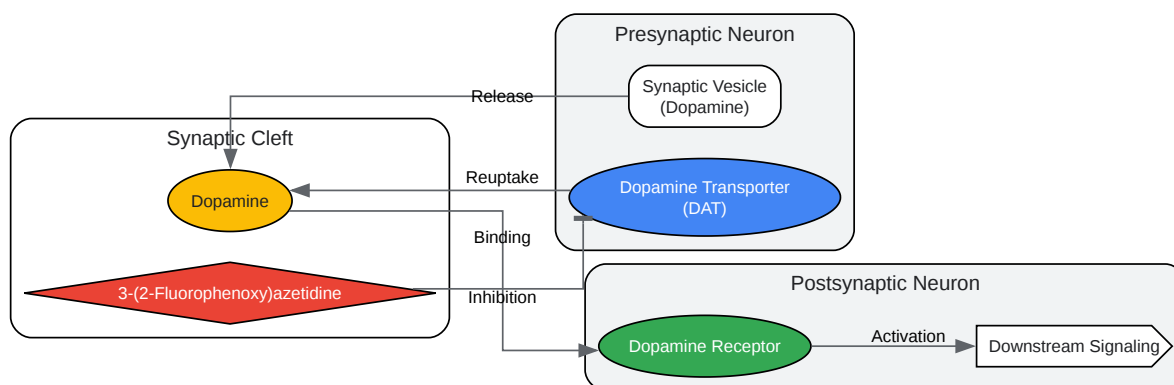 Presynaptic Neuron
Synaptic Vesicle
(Dopamine)
Release
Synaptic Cleft
Dopamine
Reuptake
Dopamine Transporter
(DAT)
Binding
3-(2-Fluorophenoxy)azetidine
Inhibition
Postsynaptic Neuron
Dopamine Receptor
Activation
Downstream Signaling